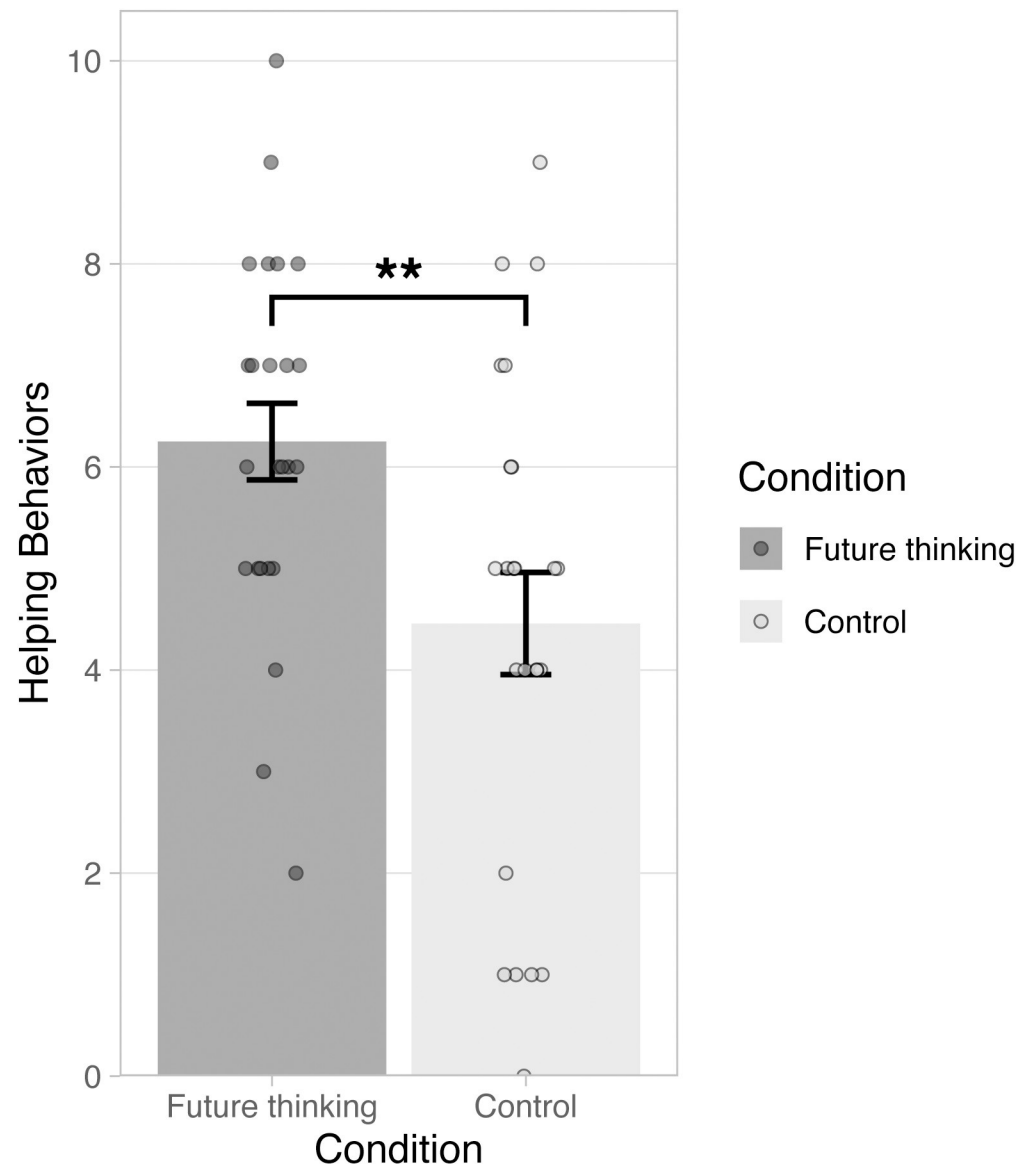 10
8
**
6
4
2
0
Helping Behaviors
Future thinking
Control
Condition
Condition
Future thinking
Control